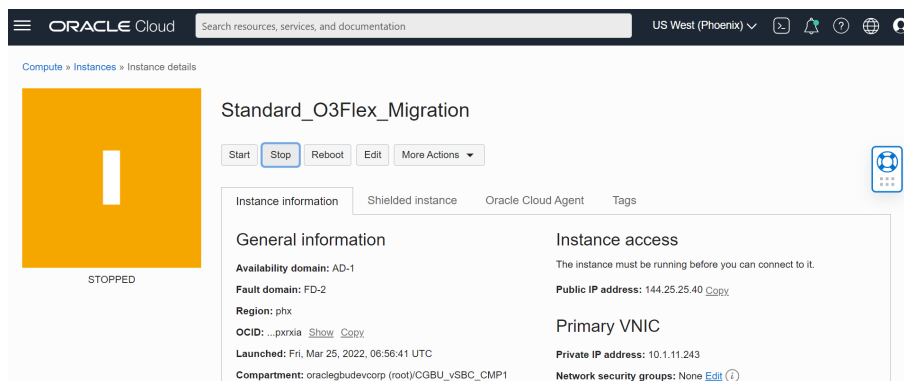 ORACLE Cloud
Search resources, services, and documentation
US West (Phoenix)
Compute » Instances » Instance details
Standard_O3Flex_Migration
Start Stop Reboot Edit More Actions
Instance information Shielded instance Oracle Cloud Agent Tags
General information
Availability domain: AD-1
Fault domain: FD-2
Region: phx
OCID: ...pxrxia Show Copy
Launched: Fri, Mar 25, 2022, 06:56:41 UTC
Compartment: oraclegbudevcorp (root)/CGBU_vSBC_CMP1
Instance access
The instance must be running before you can connect to it.
Public IP address: 144.25.25.40 Copy
Primary VNIC
Private IP address: 10.1.11.243
Network security groups: None Edit
STOPPED